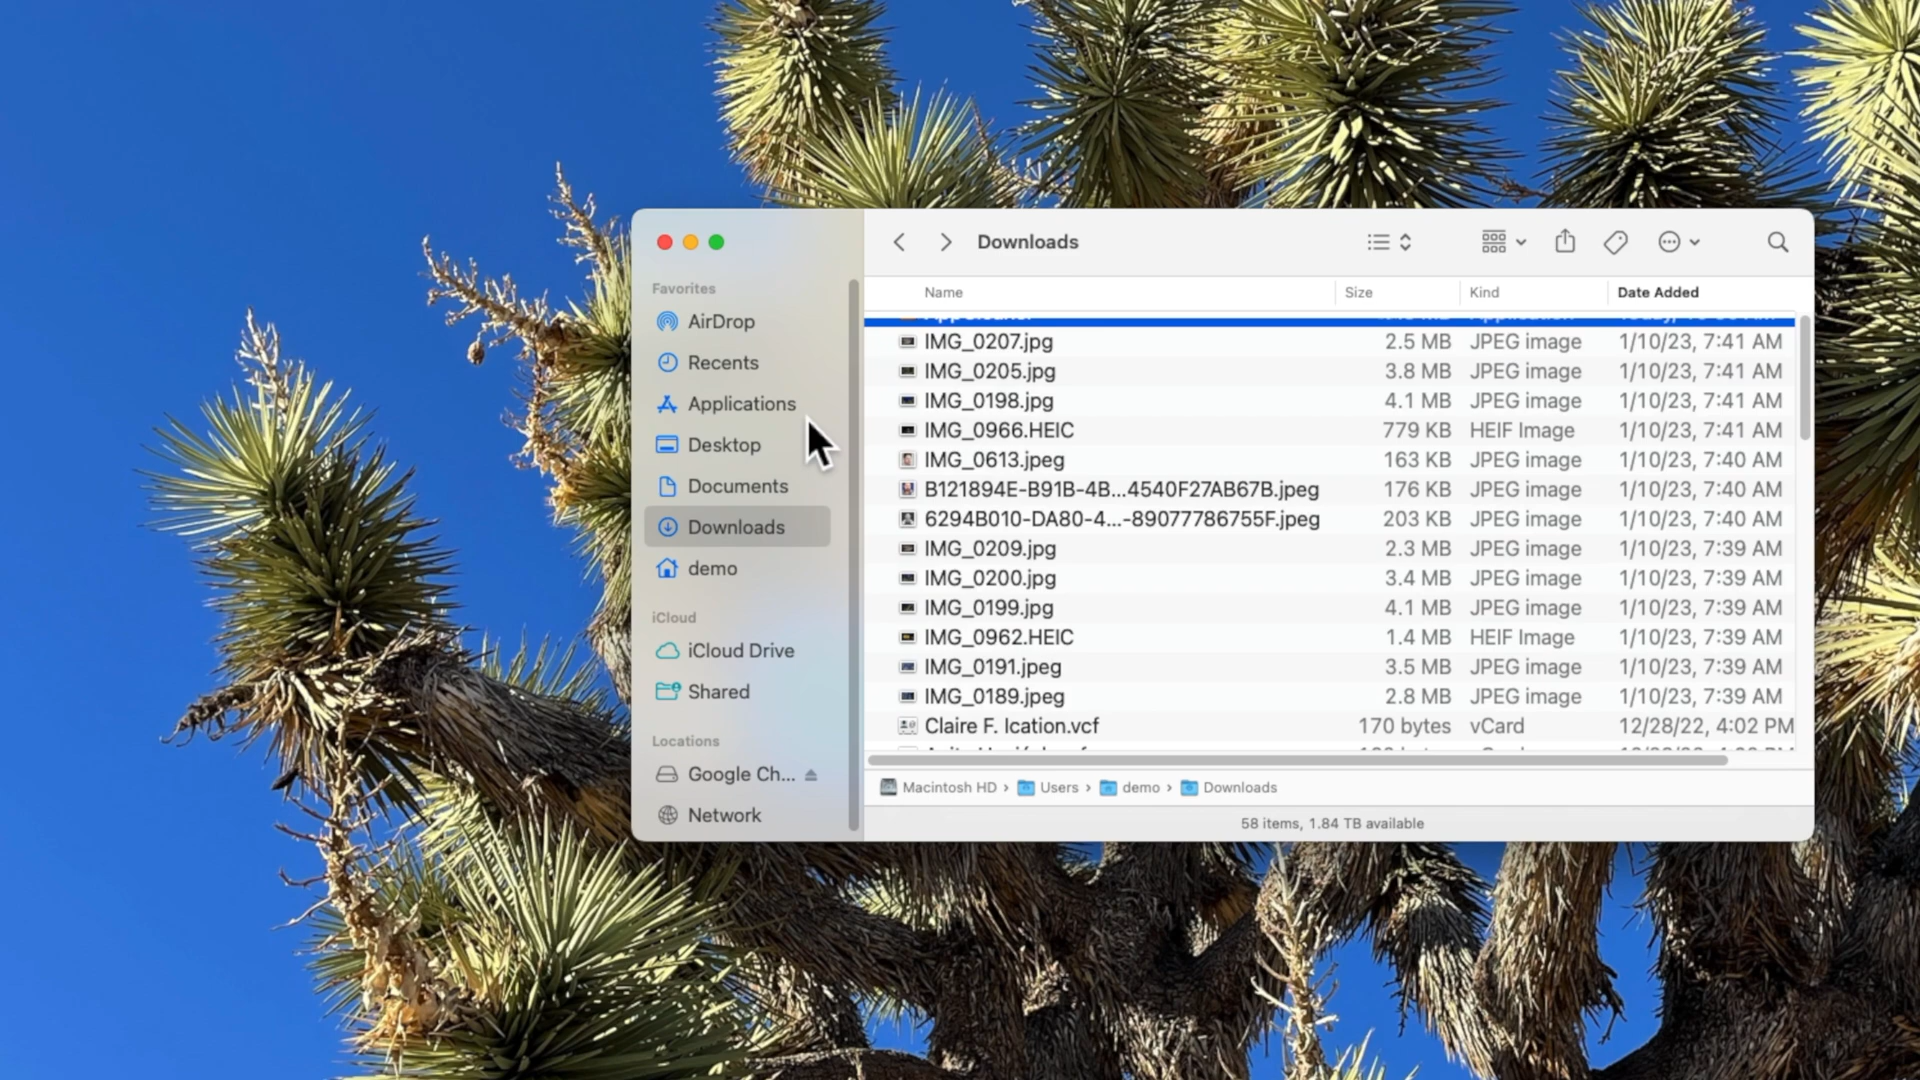 Downloads
Favorites
AirDrop
Recents
Applications
Desktop
Documents
Downloads
demo
iCloud
iCloud Drive
Shared
Locations
Google Ch...
Network
Name Size Kind Date Added
IMG_0207.jpg 2.5 MB JPEG image 1/10/23, 7:41 AM
IMG_0205.jpg 3.8 MB JPEG image 1/10/23, 7:41 AM
IMG_0198.jpg 4.1 MB JPEG image 1/10/23, 7:41 AM
IMG_0966.HEIC 779 KB HEIF Image 1/10/23, 7:41 AM
IMG_0613.jpeg 163 KB JPEG image 1/10/23, 7:40 AM
B121894E-B91B-4B...4540F27AB67B.jpeg 176 KB JPEG image 1/10/23, 7:40 AM
6294B010-DA80-4...-89077786755F.jpeg 203 KB JPEG image 1/10/23, 7:40 AM
IMG_0209.jpg 2.3 MB JPEG image 1/10/23, 7:39 AM
IMG_0200.jpg 3.4 MB JPEG image 1/10/23, 7:39 AM
IMG_0199.jpg 4.1 MB JPEG image 1/10/23, 7:39 AM
IMG_0962.HEIC 1.4 MB HEIF Image 1/10/23, 7:39 AM
IMG_0191.jpeg 3.5 MB JPEG image 1/10/23, 7:39 AM
IMG_0189.jpeg 2.8 MB JPEG image 1/10/23, 7:39 AM
Claire F. Ication.vcf 170 bytes vCard 12/28/22, 4:02 PM
Macintosh HD › Users › demo › Downloads
58 items, 1.84 TB available